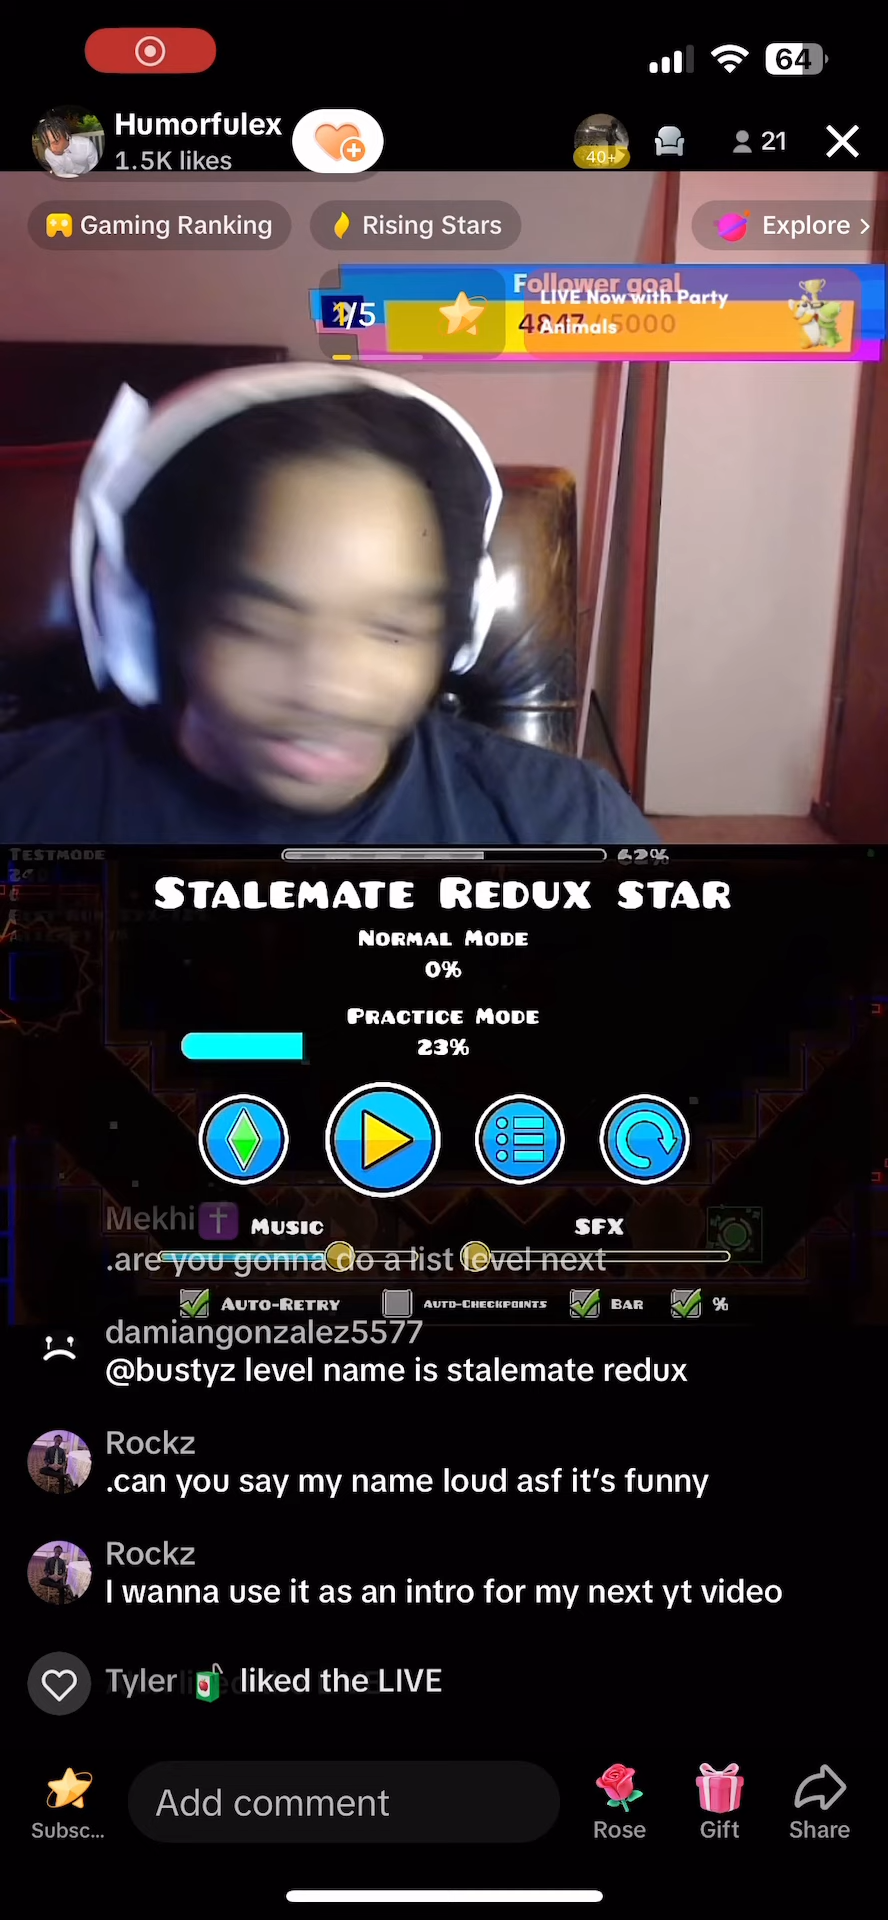 64
Humorfulex
1.5K likes
40+
21
Gaming Ranking
Rising Stars
Explore >
Follower goal
1/5
LIVE Now with Party
Animals
4847/5000
TESTMODE
62%
STALEMATE REDUX STAR
NORMAL MODE
0%
PRACTICE MODE
23%
Mekhi
MUSIC
SFX
.are you gonna do a list level next
AUTO-RETRY
AUTO-CHECKPOINTS
BAR
%
damiangonzalez5577
@bustyz level name is stalemate redux
Rockz
.can you say my name loud asf it's funny
Rockz
I wanna use it as an intro for my next yt video
Tyler liked the LIVE
Subsc...
Add comment
Rose
Gift
Share